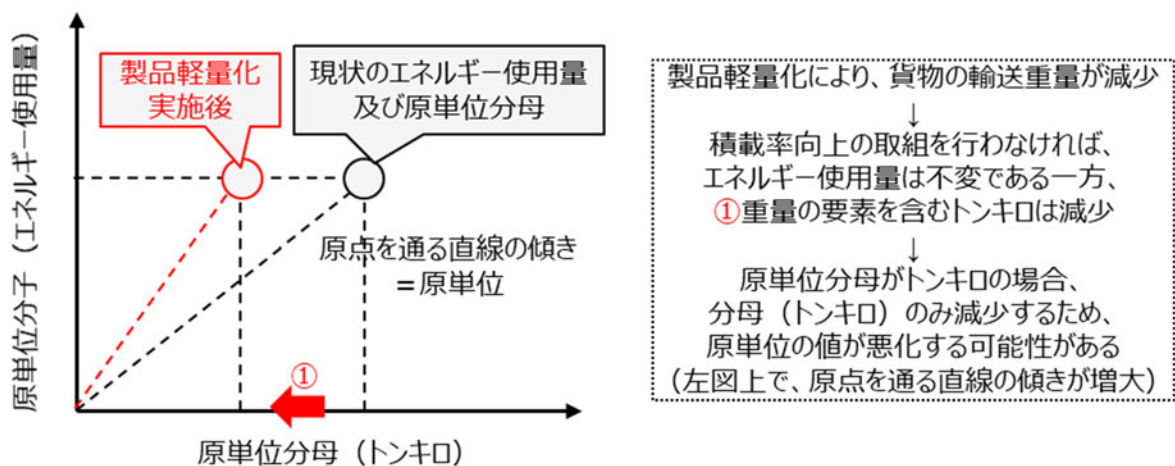 原単位分子（エネルギー使用量）
製品軽量化
実施後
現状のエネルギー使用量
及び原単位分母
原点を通る直線の傾き
＝原単位
①
原単位分母（トンキロ）
製品軽量化により、貨物の輸送重量が減少
↓
積載率向上の取組を行わなければ、
エネルギー使用量は不変である一方、
①重量の要素を含むトンキロは減少
↓
原単位分母がトンキロの場合、
分母（トンキロ）のみ減少するため、
原単位の値が悪化する可能性がある
（左図上で、原点を通る直線の傾きが増大）